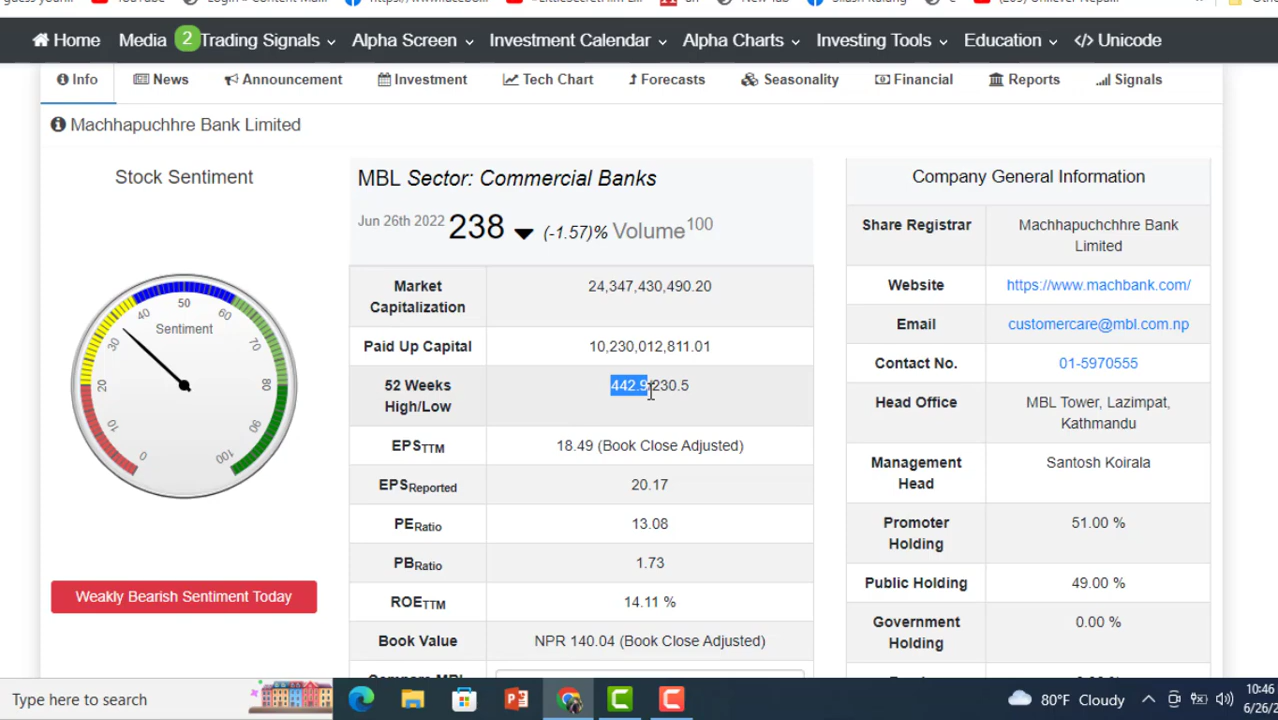 Home Media 2 Trading Signals Alpha Screen Investment Calendar Alpha Charts Investing Tools Education </> Unicode
Info News Announcement Investment Tech Chart Forecasts Seasonality Financial Reports Signals
Machhapuchhre Bank Limited
Stock Sentiment
0 10 20 30 40 50 60 70 80 90 100
Sentiment
Weakly Bearish Sentiment Today
MBL Sector: Commercial Banks
Jun 26th 2022 238 (-1.57)% Volume 100
Market Capitalization 24,347,430,490.20
Paid Up Capital 10,230,012,811.01
52 Weeks High/Low 442.9 230.5
EPSTTM 18.49 (Book Close Adjusted)
EPSReported 20.17
PERatio 13.08
PBRatio 1.73
ROETTM 14.11 %
Book Value NPR 140.04 (Book Close Adjusted)
Company General Information
Share Registrar Machhapuchchhre Bank Limited
Website https://www.machbank.com/
Email customercare@mbl.com.np
Contact No. 01-5970555
Head Office MBL Tower, Lazimpat, Kathmandu
Management Head Santosh Koirala
Promoter Holding 51.00 %
Public Holding 49.00 %
Government Holding 0.00 %
Type here to search
80°F Cloudy
10:46
6/26/2